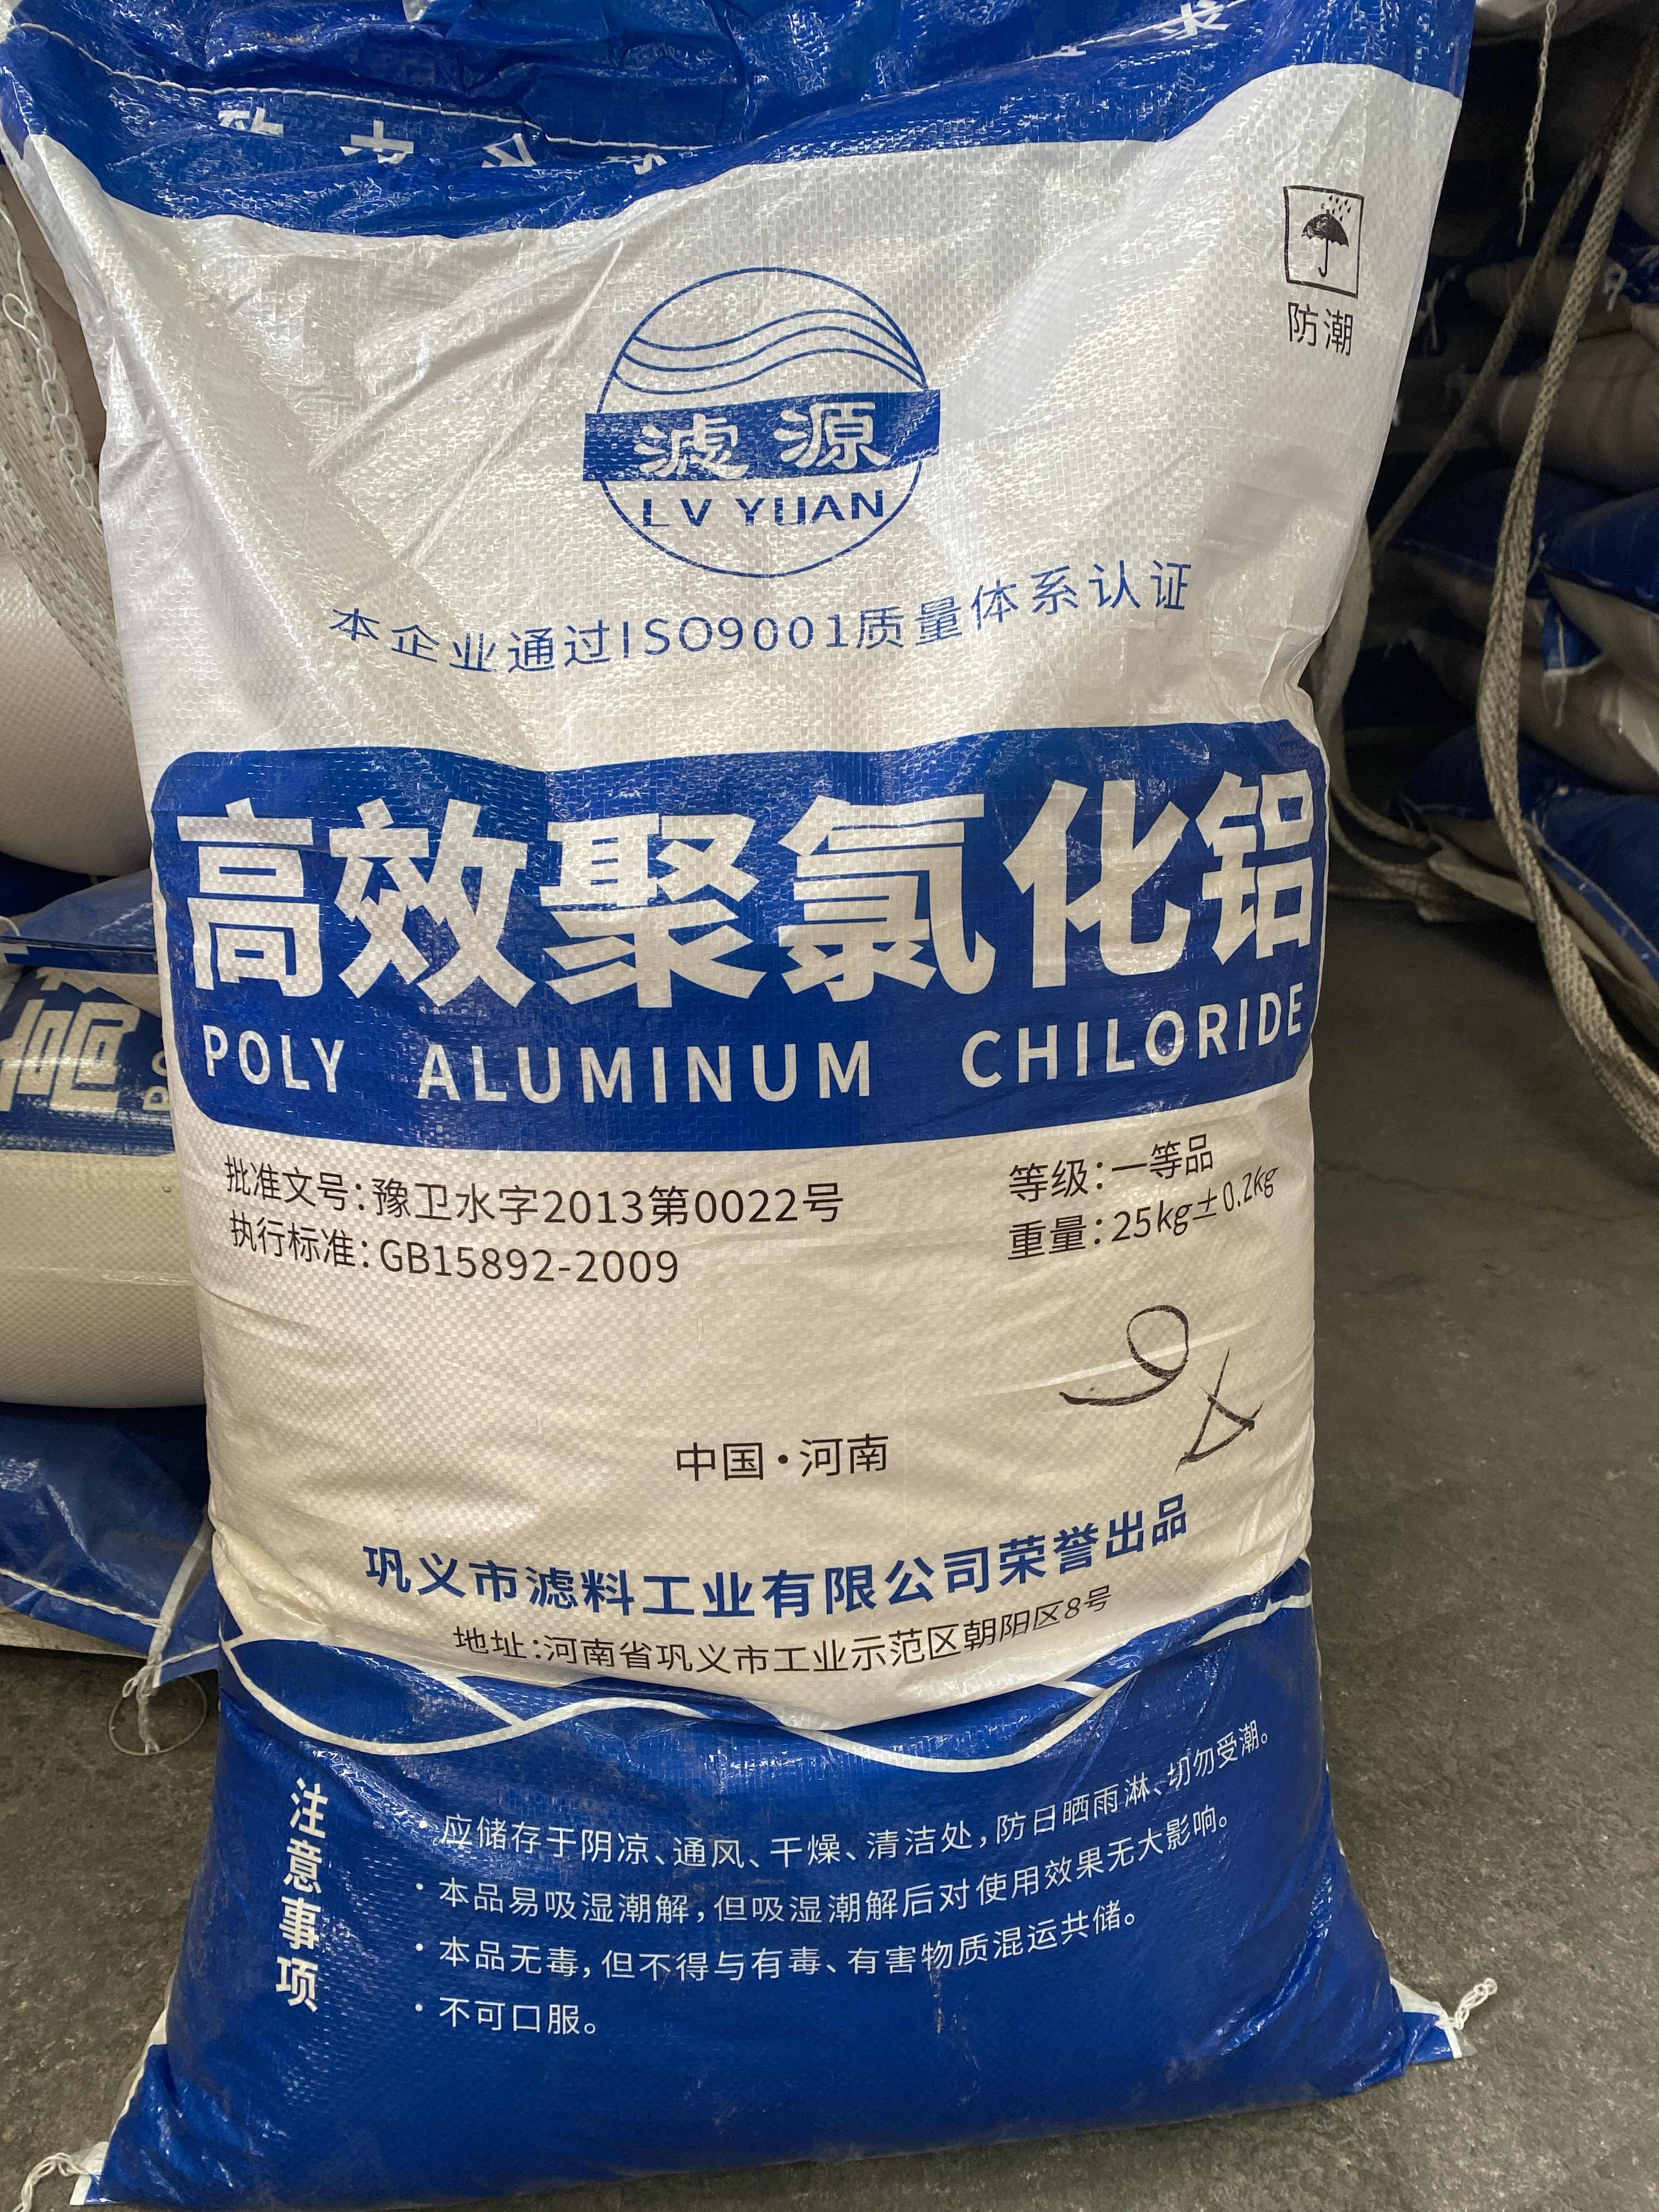 防潮
滤源
LV YUAN
本企业通过ISO9001质量体系认证
高效聚氯化铝
POLY ALUMINUM CHILORIDE
批准文号：豫卫水字2013第0022号
执行标准：GB15892-2009
等级：一等品
重量：25kg±0.2kg
中国·河南
巩义市滤料工业有限公司荣誉出品
地址：河南省巩义市工业示范区朝阳区8号
注意事项
·应储存于阴凉、通风、干燥、清洁处，防日晒雨淋、切勿受潮。
·本品易吸湿潮解，但吸湿潮解后对使用效果无大影响。
·本品无毒，但不得与有毒、有害物质混运共储。
·不可口服。